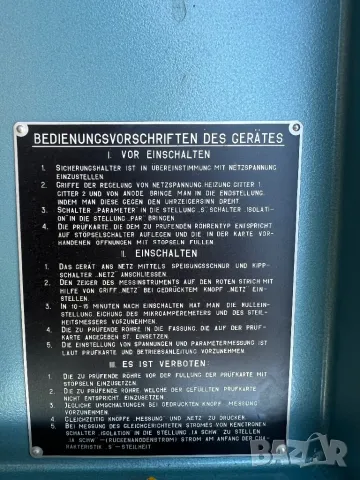 BEDIENUNGSVORSCHRIFTEN DES GERÄTES
I. VOR EINSCHALTEN
1. SICHERUNGSHALTER IST IN ÜBEREINSTIMMUNG MIT NETZSPANNUNG
EINZUSTELLEN.
2. GRIFFE DER REGELUNG VON NETZSPANNUNG, HEIZUNG GITTER 1,
GITTER 2 UND VON ANODE BRINGE MAN IN DIE ENDSTELLUNG,
INDEM MAN DIESE GEGEN DEN UHRZEIGERINN DREHT
3. SCHALTER „PARAMETER" IN DIE STELLUNG „S" SCHALTER „ISOLATI-
ON" IN DIE STELLUNG „PAR" BRINGEN.
4. DIE PRÜFKARTE, DIE DEM ZU PRÜFENDEN RÖHRENTYP ENTSPRICHT
AUF STÖPSELSCHALTER AUFLEGEN UND DIE IN DER KARTE VOR-
HANDENEN ÖFFNUNGEN MIT STÖPSELN FÜLLEN.
II. EINSCHALTEN
1. DAS GERÄT ANS NETZ MITTELS SPEISUNGSSCHNUR UND KIPP-
SCHALTER „NETZ" ANSCHLIESSEN.
2. DEN ZEIGER DES MESSINSTRUMENTS AUF DEN ROTEN STRICH MIT
HILFE VON GRIFF „NETZ" BEI GEDRÜCKTEM KNOPF „NETZ" EIN-
STELLEN.
3. IN 10-15 MINUTEN NACH EINSCHALTEN HAT MAN DIE NULLEIN-
STELLUNG, EICHUNG DES MIKROAMPEREMETERS UND DES STEIL-
HEITSMESSERS VORZUNEHMEN.
4. DIE ZU PRÜFENDE RÖHRE IN DIE FASSUNG, DIE AUF DER PRÜF-
KARTE ANGEGEBEN ST, EINSETZEN.
5. DIE EINSTELLUNG VON SPANNUNGEN UND PARAMETERMESSUNG IST
LAUT PRÜFKARTE UND BETRIEBSANLEITUNG VORZUNEHMEN.
III. ES IST VERBOTEN:
1. DIE ZU PRÜFENDE RÖHRE VOR DER FÜLLUNG DER PRÜFKARTE MIT
STÖPSELN EINZUSETZEN.
2. DIE ZU PRÜFENDE RÖHRE, WELCHE DER GEFÜLLTEN PRÜFKARTE
NICHT ENTSPRICHT EINZUSETZEN.
3. JEGLICHE UMSCHALTUNGEN BEI GEDRÜCKTEN KNOPF „MESSUNG"
VORZUNEHMEN.
4. GLEICHZEITIG KNÖPFE „MESSUNG" UND „NETZ" ZU DRÜCKEN.
5. BEI MESSUNG DES GLEICHGERICHTETEN STROMES VON KENOTRONEN
SCHALTER „ISOLATION" IN DIE STELLUNG „IA SCHW" ZU STELLEN
IA SCHW STROM AM ANFANG DER CHA-
RAKTERISTIK, „S" - STEILHEIT
BAZAR